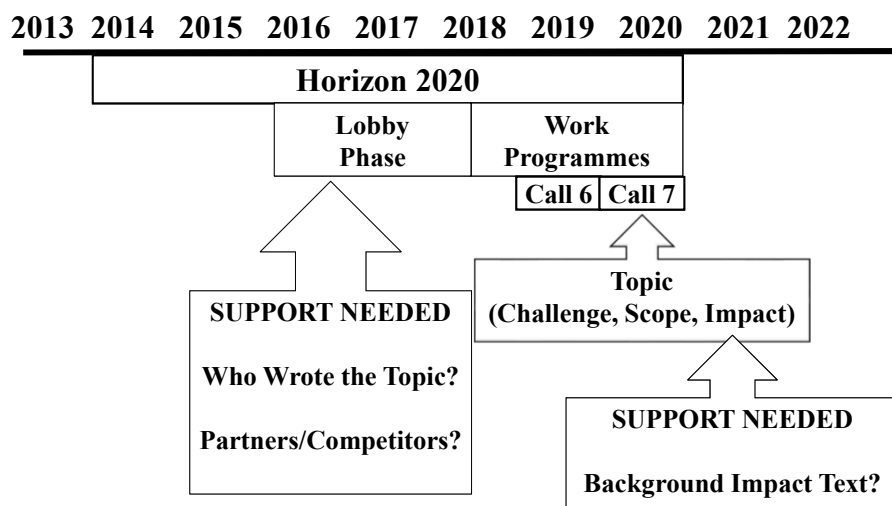 2013 2014 2015 2016 2017 2018 2019 2020 2021 2022
Horizon 2020
Lobby
Phase
Work
Programmes
Call 6
Call 7
Topic
(Challenge, Scope, Impact)
SUPPORT NEEDED
Who Wrote the Topic?
Partners/Competitors?
SUPPORT NEEDED
Background Impact Text?